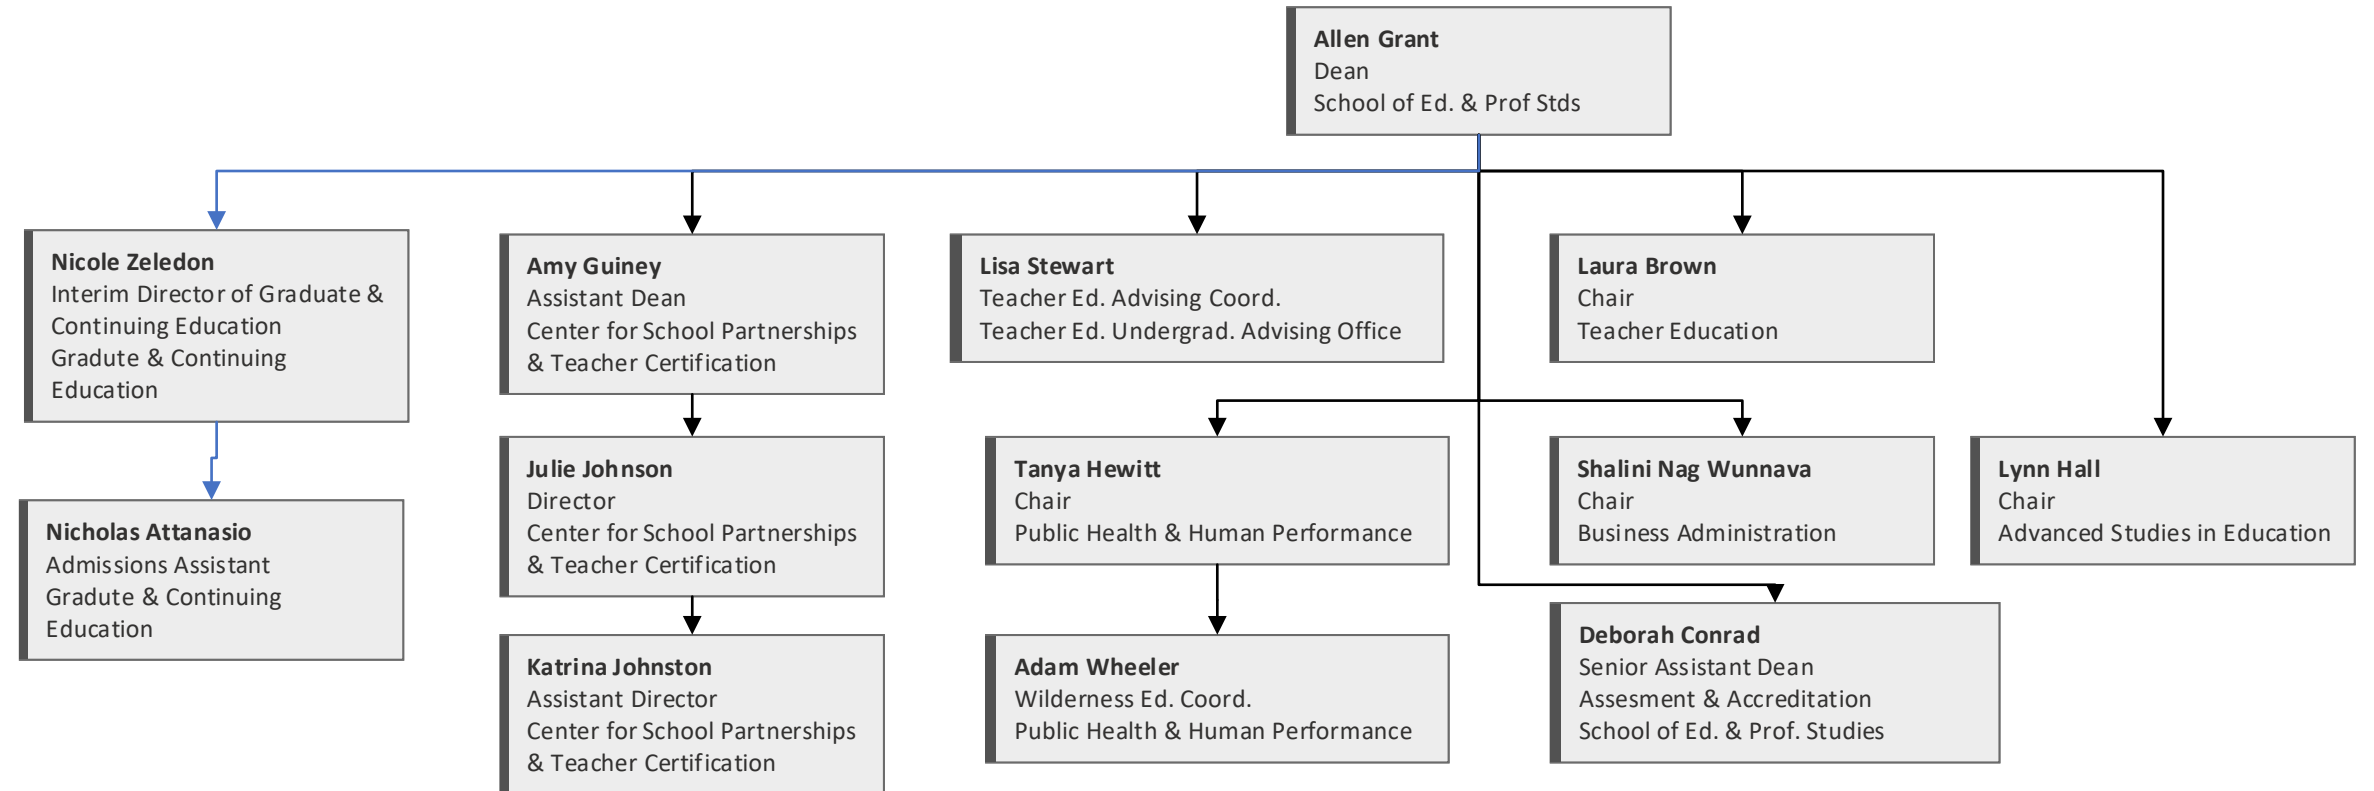 Allen Grant
Dean
School of Ed. & Prof Stds
Nicole Zeledon
Interim Director of Graduate &
Continuing Education
Gradute & Continuing
Education
Amy Guiney
Assistant Dean
Center for School Partnerships
& Teacher Certification
Lisa Stewart
Teacher Ed. Advising Coord.
Teacher Ed. Undergrad. Advising Office
Laura Brown
Chair
Teacher Education
Julie Johnson
Director
Center for School Partnerships
& Teacher Certification
Tanya Hewitt
Chair
Public Health & Human Performance
Shalini Nag Wunnava
Chair
Business Administration
Lynn Hall
Chair
Advanced Studies in Education
Nicholas Attanasio
Admissions Assistant
Gradute & Continuing
Education
Katrina Johnston
Assistant Director
Center for School Partnerships
& Teacher Certification
Adam Wheeler
Wilderness Ed. Coord.
Public Health & Human Performance
Deborah Conrad
Senior Assistant Dean
Assesment & Accreditation
School of Ed. & Prof. Studies